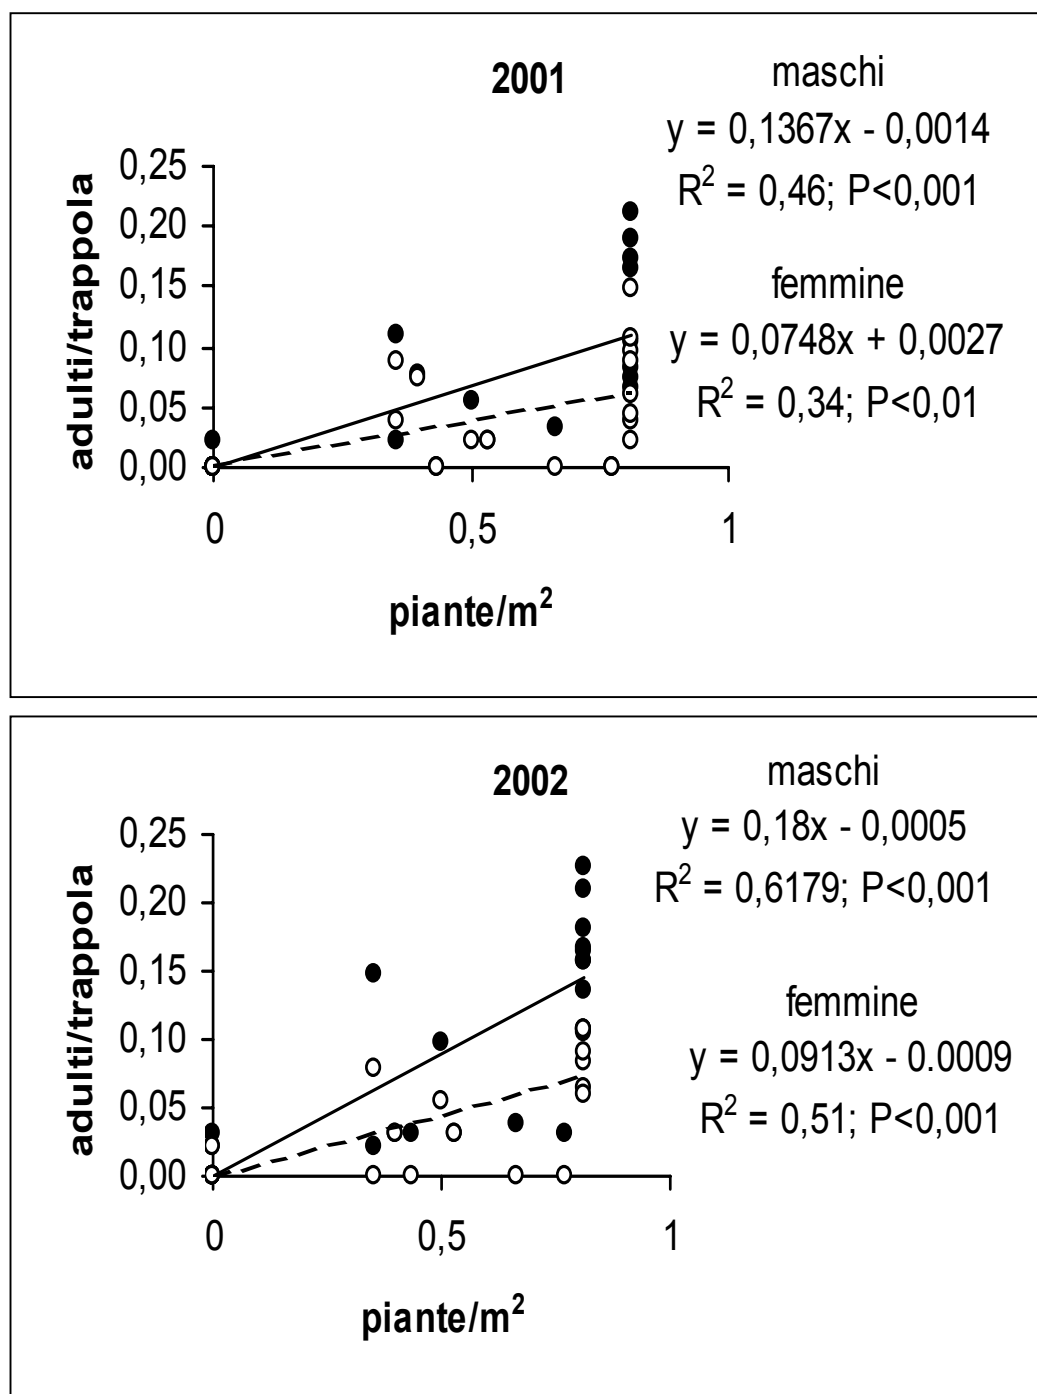 2001
maschi
y = 0,1367x - 0,0014
R² = 0,46; P<0,001
femmine
y = 0,0748x + 0,0027
R² = 0,34; P<0,01
adulti/trappola
0,25
0,20
0,15
0,10
0,05
0,00
0 0,5 1
piante/m²
2002
maschi
y = 0,18x - 0,0005
R² = 0,6179; P<0,001
femmine
y = 0,0913x - 0.0009
R² = 0,51; P<0,001
adulti/trappola
0,25
0,20
0,15
0,10
0,05
0,00
0 0,5 1
piante/m²